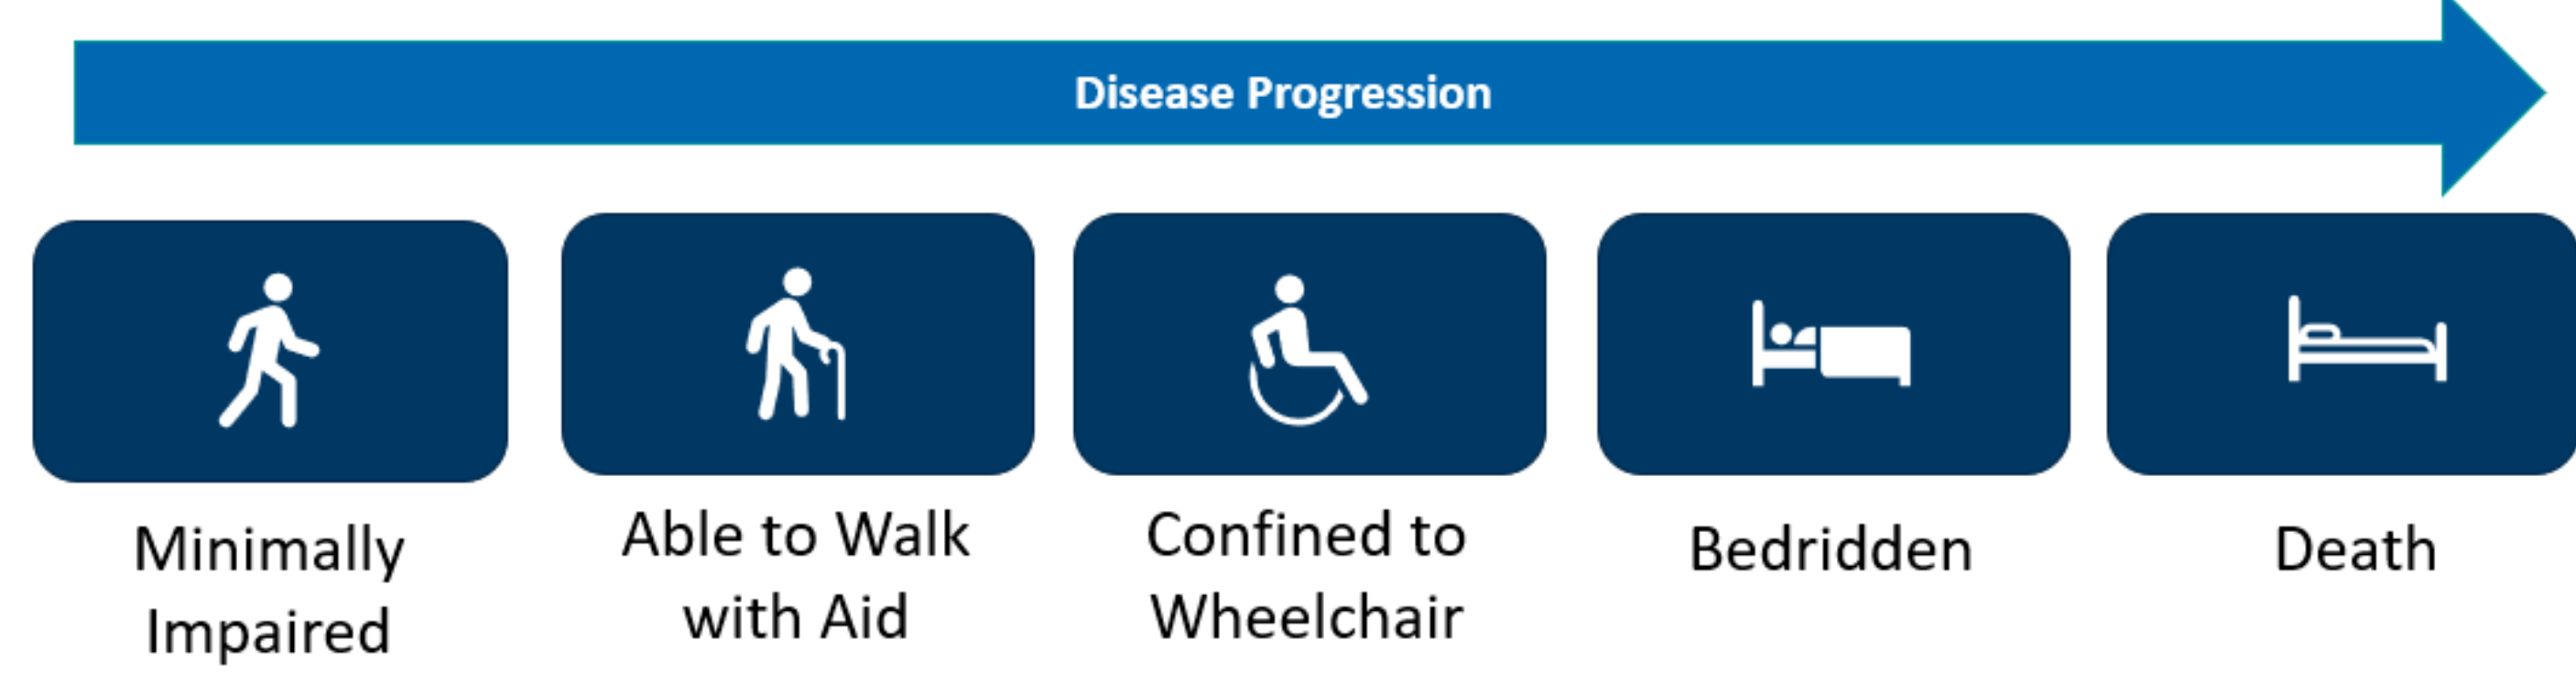 Disease Progression
Minimally
Impaired
Able to Walk
with Aid
Confined to
Wheelchair
Bedridden
Death